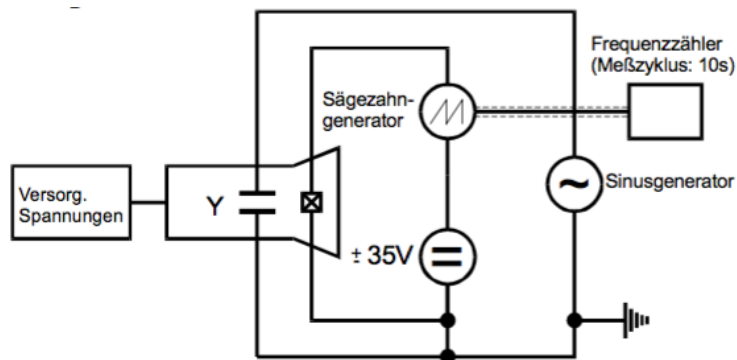 Frequenzzähler
(Meßzyklus: 10s)
Sägezahn-
generator
Versorg.
Spannungen
Y
Sinusgenerator
± 35V